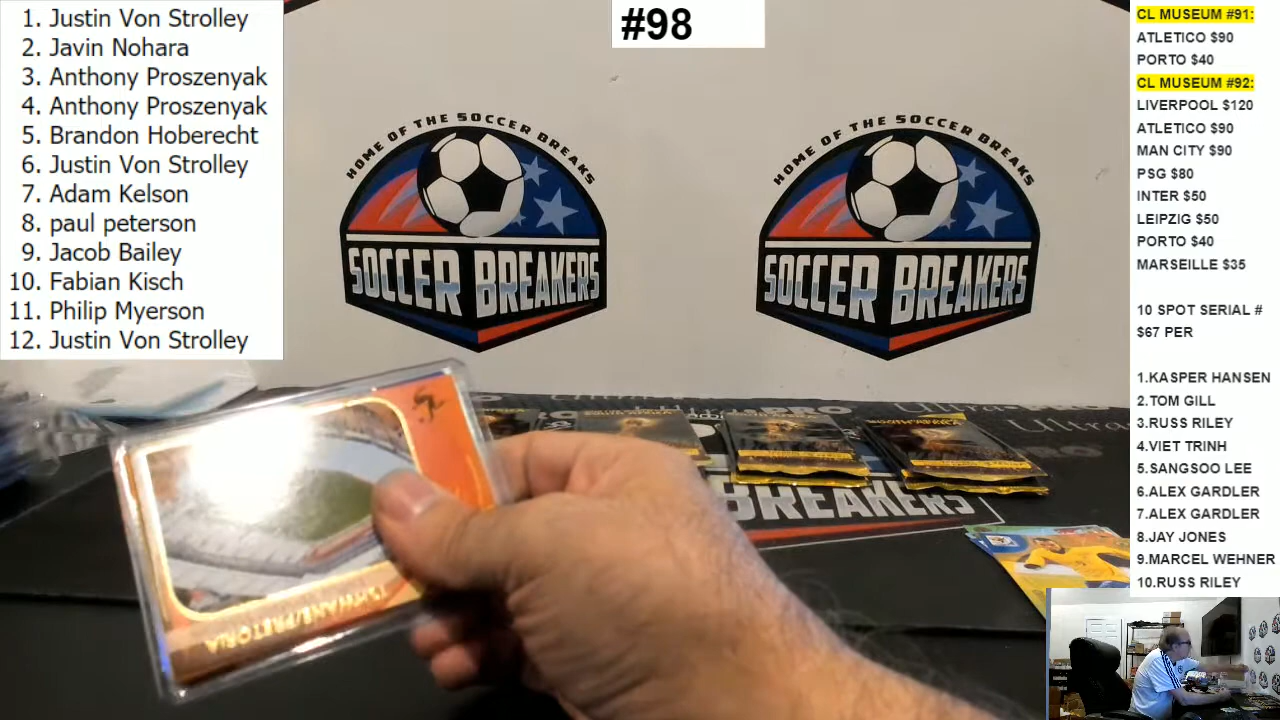 1. Justin Von Strolley
2. Javin Nohara
3. Anthony Proszenyak
4. Anthony Proszenyak
5. Brandon Hoberecht
6. Justin Von Strolley
7. Adam Kelson
8. paul peterson
9. Jacob Bailey
10. Fabian Kisch
11. Philip Myerson
12. Justin Von Strolley
#98
HOME OF THE SOCCER BREAKS
SOCCER BREAKERS
HOME OF THE SOCCER BREAKS
SOCCER BREAKERS
CL MUSEUM #91:
ATLETICO $90
PORTO $40
CL MUSEUM #92:
LIVERPOOL $120
ATLETICO $90
MAN CITY $90
PSG $80
INTER $50
LEIPZIG $50
PORTO $40
MARSEILLE $35
10 SPOT SERIAL #
$67 PER
1.KASPER HANSEN
2.TOM GILL
3.RUSS RILEY
4.VIET TRINH
5.SANGSOO LEE
6.ALEX GARDLER
7.ALEX GARDLER
8.JAY JONES
9.MARCEL WEHNER
10.RUSS RILEY
TSHWANE/PRETORIA
BREAKERS